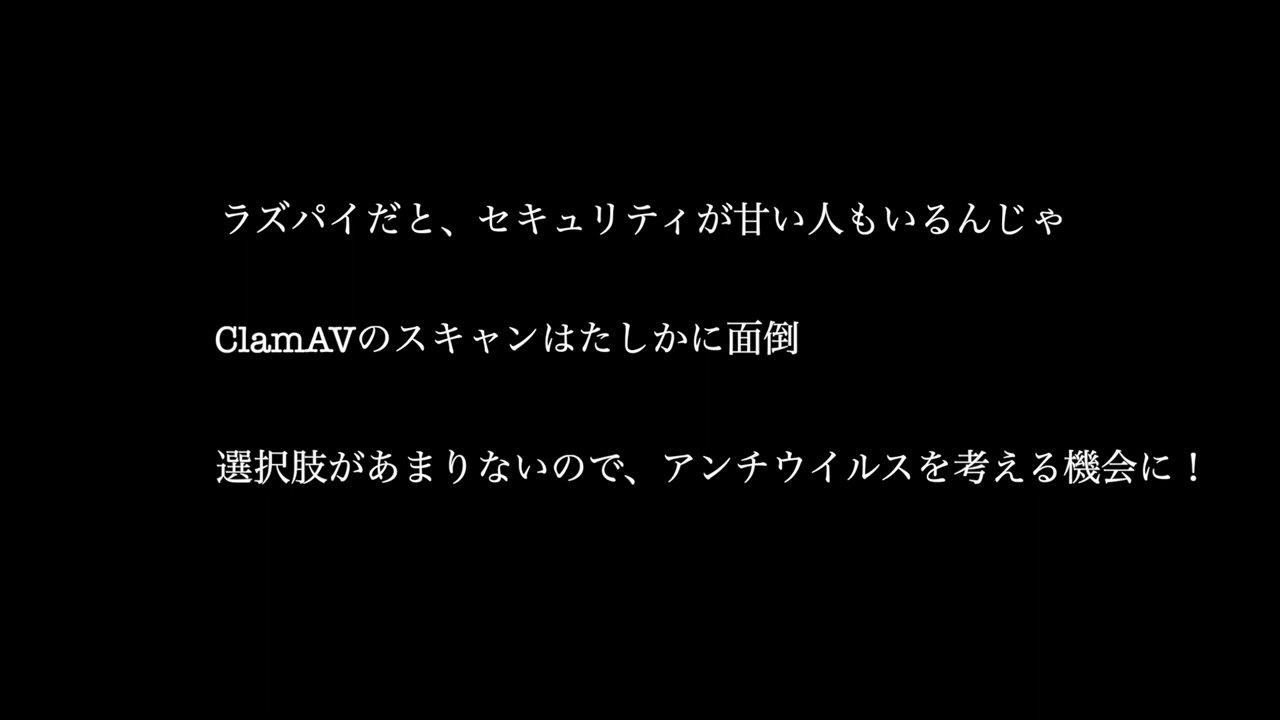 ラズパイだと、セキュリティが甘い人もいるんじゃ
ClamAVのスキャンはたしかに面倒
選択肢があまりないので、アンチウイルスを考える機会に！